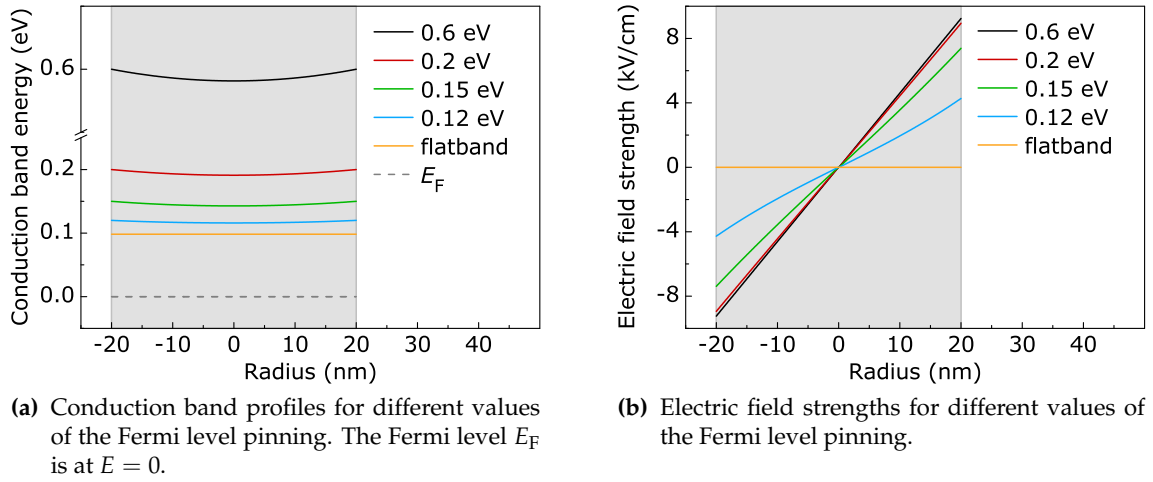 Conduction band energy (eV)
0.6
0.2
0.1
0.0
-20 -10 0 10 20 30 40
Radius (nm)
0.6 eV
0.2 eV
0.15 eV
0.12 eV
flatband
E_F
(a) Conduction band profiles for different values
of the Fermi level pinning. The Fermi level E_F
is at E = 0.
Electric field strength (kV/cm)
8
4
0
-4
-8
-20 -10 0 10 20 30 40
Radius (nm)
0.6 eV
0.2 eV
0.15 eV
0.12 eV
flatband
(b) Electric field strengths for different values of
the Fermi level pinning.